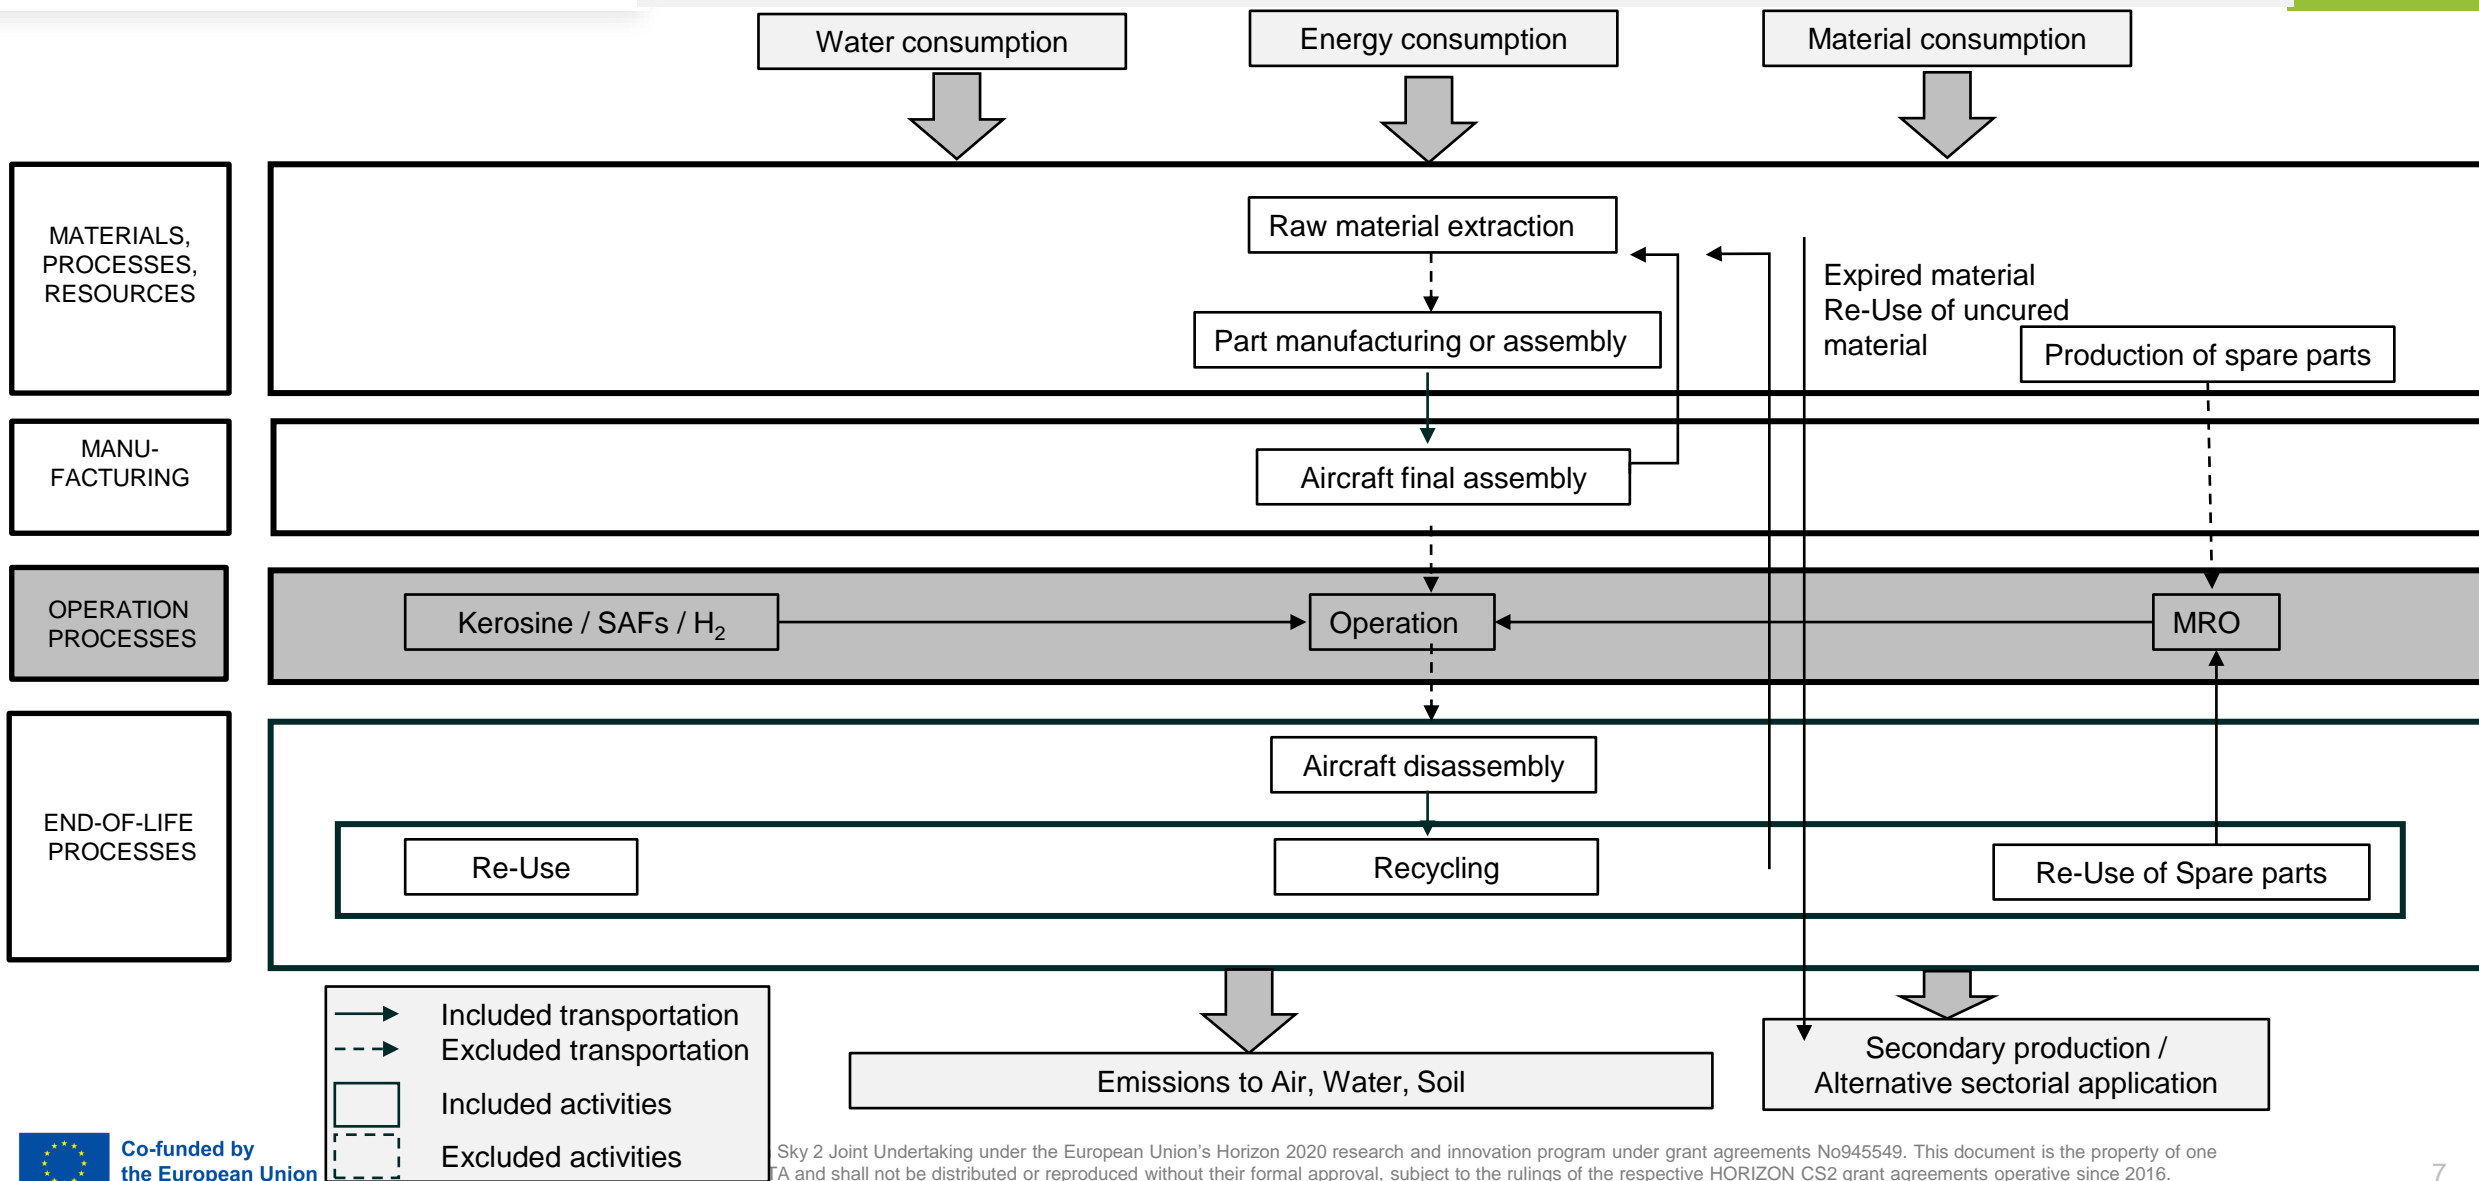 Water consumption
Energy consumption
Material consumption
MATERIALS,
PROCESSES,
RESOURCES
Raw material extraction
Expired material
Re-Use of uncured
material
Part manufacturing or assembly
Production of spare parts
MANU-
FACTURING
Aircraft final assembly
OPERATION
PROCESSES
Kerosine / SAFs / H₂
Operation
MRO
END-OF-LIFE
PROCESSES
Aircraft disassembly
Re-Use
Recycling
Re-Use of Spare parts
Included transportation
Excluded transportation
Included activities
Excluded activities
Emissions to Air, Water, Soil
Secondary production /
Alternative sectorial application
Co-funded by
the European Union
Sky 2 Joint Undertaking under the European Union's Horizon 2020 research and innovation program under grant agreements No945549. This document is the property of one
TA and shall not be distributed or reproduced without their formal approval, subject to the rulings of the respective HORIZON CS2 grant agreements operative since 2016.
7